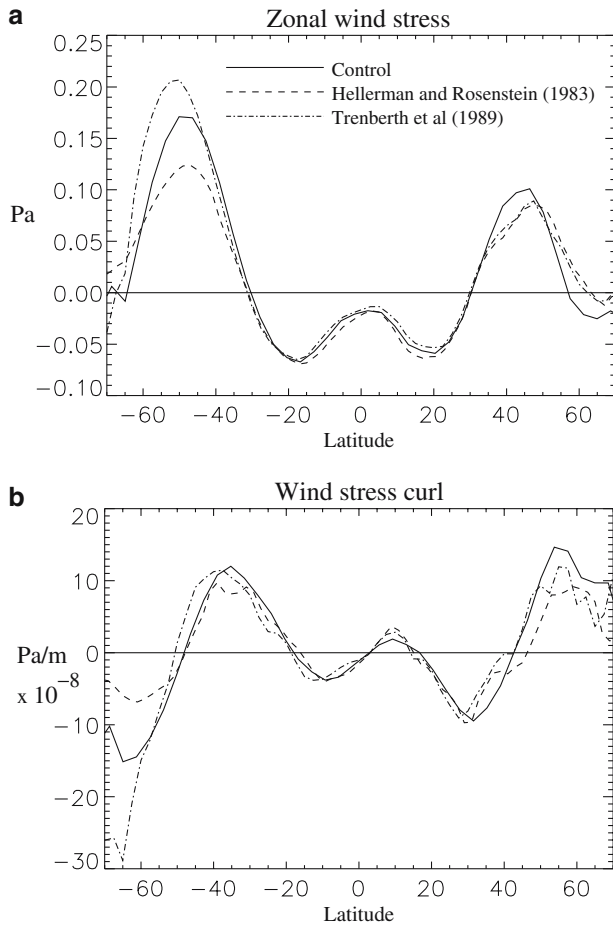 a
Zonal wind stress
0.25
0.20
0.15
0.10
0.05
0.00
−0.05
−0.10
Pa
Control
Hellerman and Rosenstein (1983)
Trenberth et al (1989)
−60 −40 −20 0 20 40 60
Latitude
b
Wind stress curl
20
10
0
−10
−20
−30
Pa/m
x 10⁻⁸
−60 −40 −20 0 20 40 60
Latitude